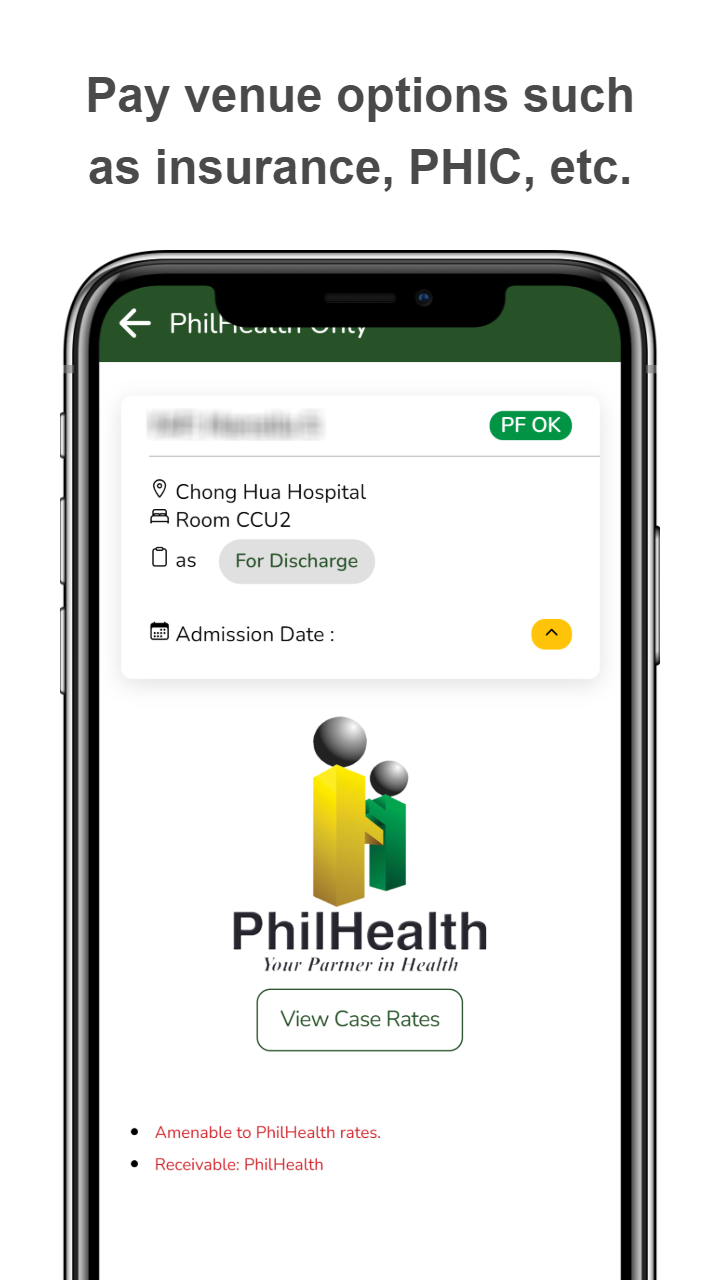 Pay venue options such
as insurance, PHIC, etc.
PhilHealth Only
PF OK
Chong Hua Hospital
Room CCU2
as For Discharge
Admission Date :
PhilHealth
Your Partner in Health
View Case Rates
Amenable to PhilHealth rates.
Receivable: PhilHealth